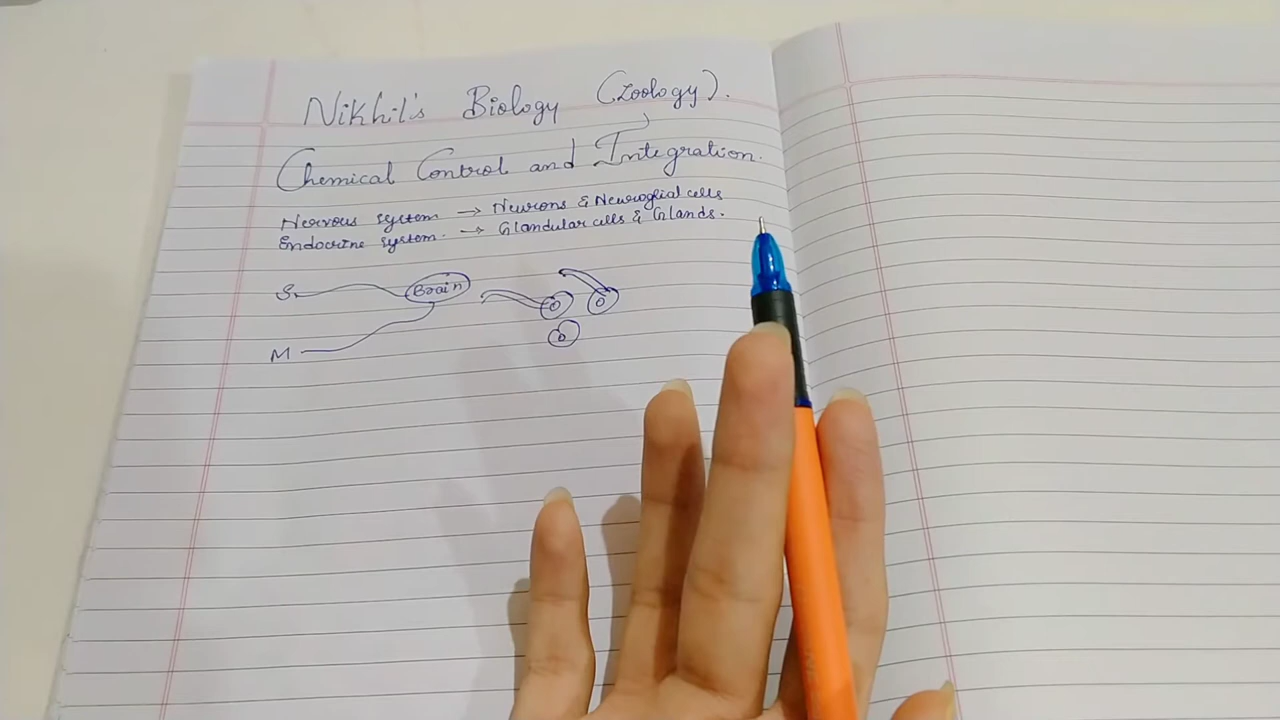 Nikhil's Biology (Zoology).
Chemical Control and Integration.
Nervous system → Neurons & Neuroglial cells
Endocrine system. → Glandular cells & Glands.
S Brain
M